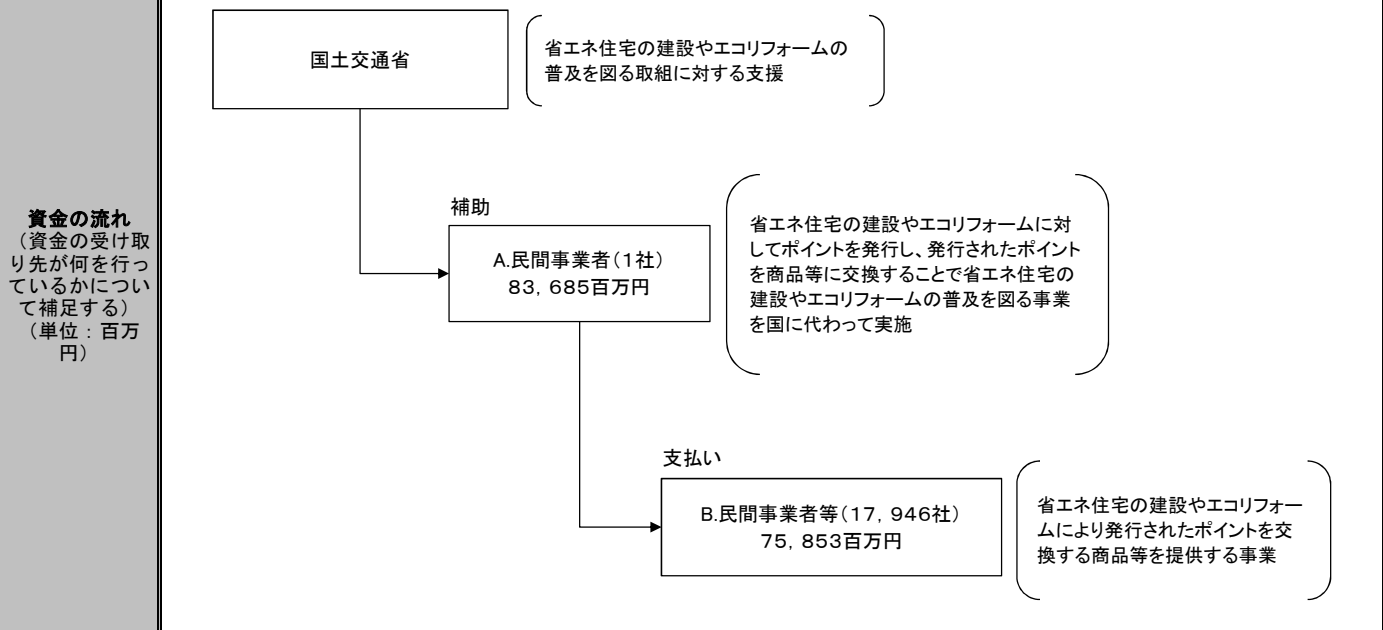 資金の流れ
（資金の受け取
り先が何を行っ
ているかについ
て補足する）
（単位：百万
円）
国土交通省
省エネ住宅の建設やエコリフォームの
普及を図る取組に対する支援
補助
A.民間事業者（１社）
８３，６８５百万円
省エネ住宅の建設やエコリフォームに対
してポイントを発行し、発行されたポイント
を商品等に交換することで省エネ住宅の
建設やエコリフォームの普及を図る事業
を国に代わって実施
支払い
B.民間事業者等（１７，９４６社）
７５，８５３百万円
省エネ住宅の建設やエコリフォー
ムにより発行されたポイントを交
換する商品等を提供する事業